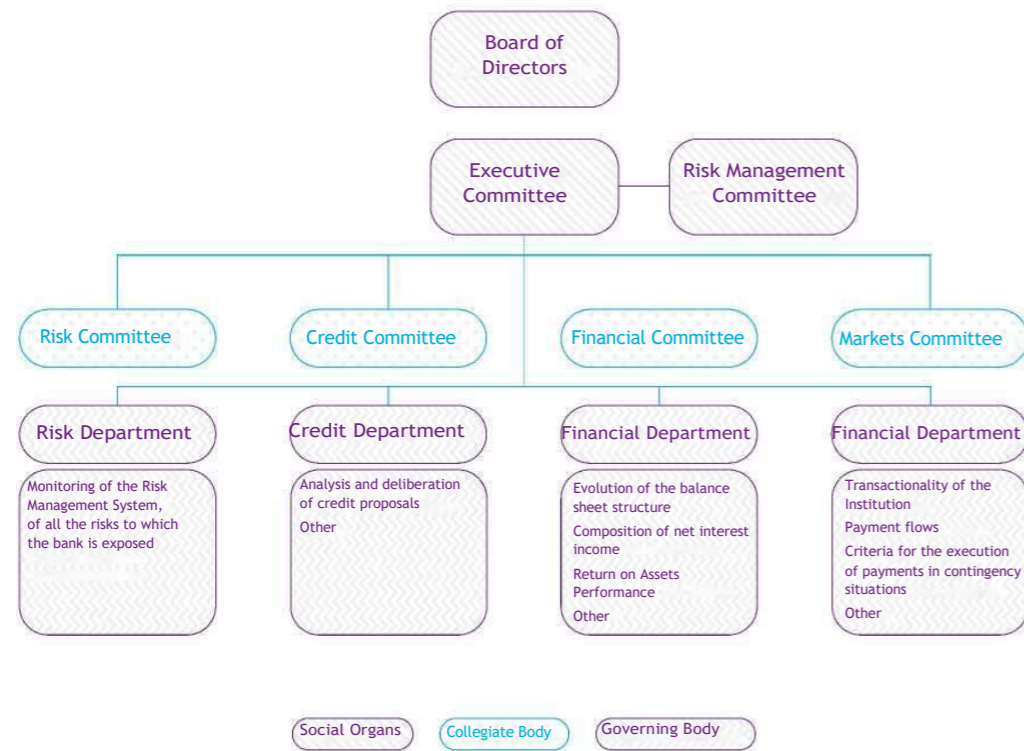 Board of
Directors
Executive
Committee
Risk Management
Committee
Risk Committee
Credit Committee
Financial Committee
Markets Committee
Risk Department
Credit Department
Financial Department
Financial Department
Monitoring of the Risk
Management System,
of all the risks to which
the bank is exposed
Analysis and deliberation
of credit proposals
Other
Evolution of the balance
sheet structure
Composition of net interest
income
Return on Assets
Performance
Other
Transactionality of the
Institution
Payment flows
Criteria for the execution
of payments in contingency
situations
Other
Social Organs
Collegiate Body
Governing Body